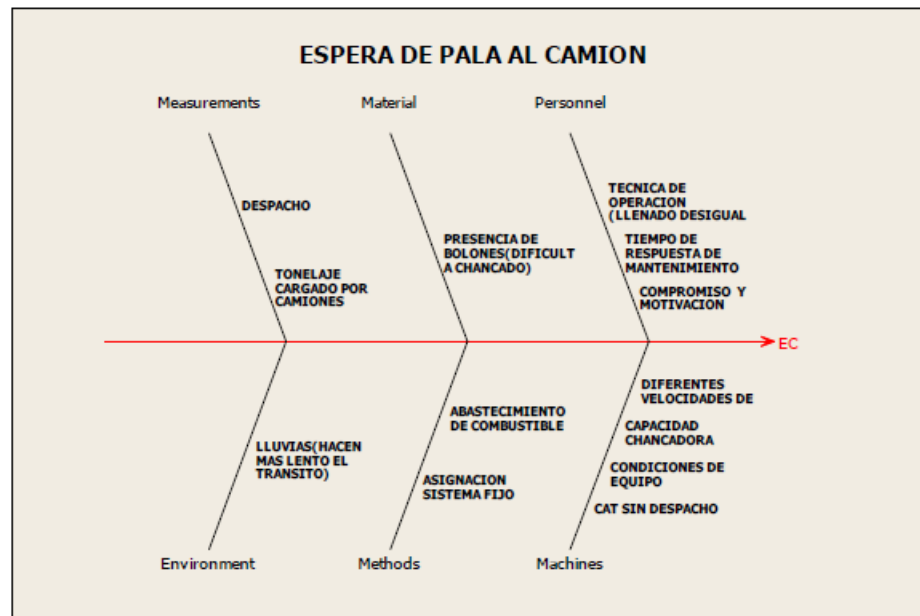 ESPERA DE PALA AL CAMION
Measurements
Material
Personnel
DESPACHO
TONELAJE
CARGADO POR
CAMIONES
PRESENCIA DE
BOLONES(DIFICULT
A CHANCADO)
TECNICA DE
OPERACION
(LLENADO DESIGUAL
TIEMPO DE
RESPUESTA DE
MANTENIMIENTO
COMPROMISO Y
MOTIVACION
EC
LLUVIAS(HACEN
MAS LENTO EL
TRANSITO)
ABASTECIMIENTO
DE COMBUSTIBLE
ASIGNACION
SISTEMA FIJO
DIFERENTES
VELOCIDADES DE
CAPACIDAD
CHANCADORA
CONDICIONES DE
EQUIPO
CAT SIN DESPACHO
Environment
Methods
Machines